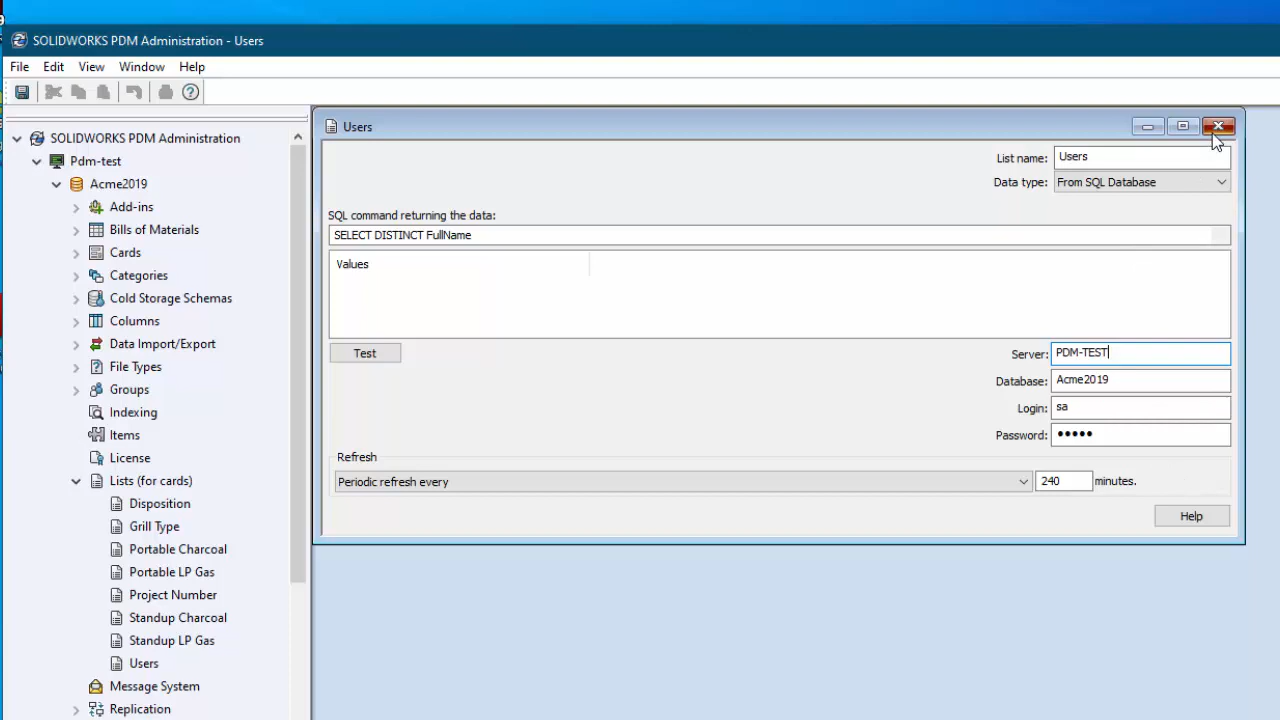 SOLIDWORKS PDM Administration - Users
File Edit View Window Help
SOLIDWORKS PDM Administration
Pdm-test
Acme2019
Add-ins
Bills of Materials
Cards
Categories
Cold Storage Schemas
Columns
Data Import/Export
File Types
Groups
Indexing
Items
License
Lists (for cards)
Disposition
Grill Type
Portable Charcoal
Portable LP Gas
Project Number
Standup Charcoal
Standup LP Gas
Users
Message System
Replication
Users
List name: Users
Data type: From SQL Database
SQL command returning the data:
SELECT DISTINCT FullName
Values
Test
Server: PDM-TEST
Database: Acme2019
Login: sa
Password: •••••
Refresh
Periodic refresh every 240 minutes.
Help